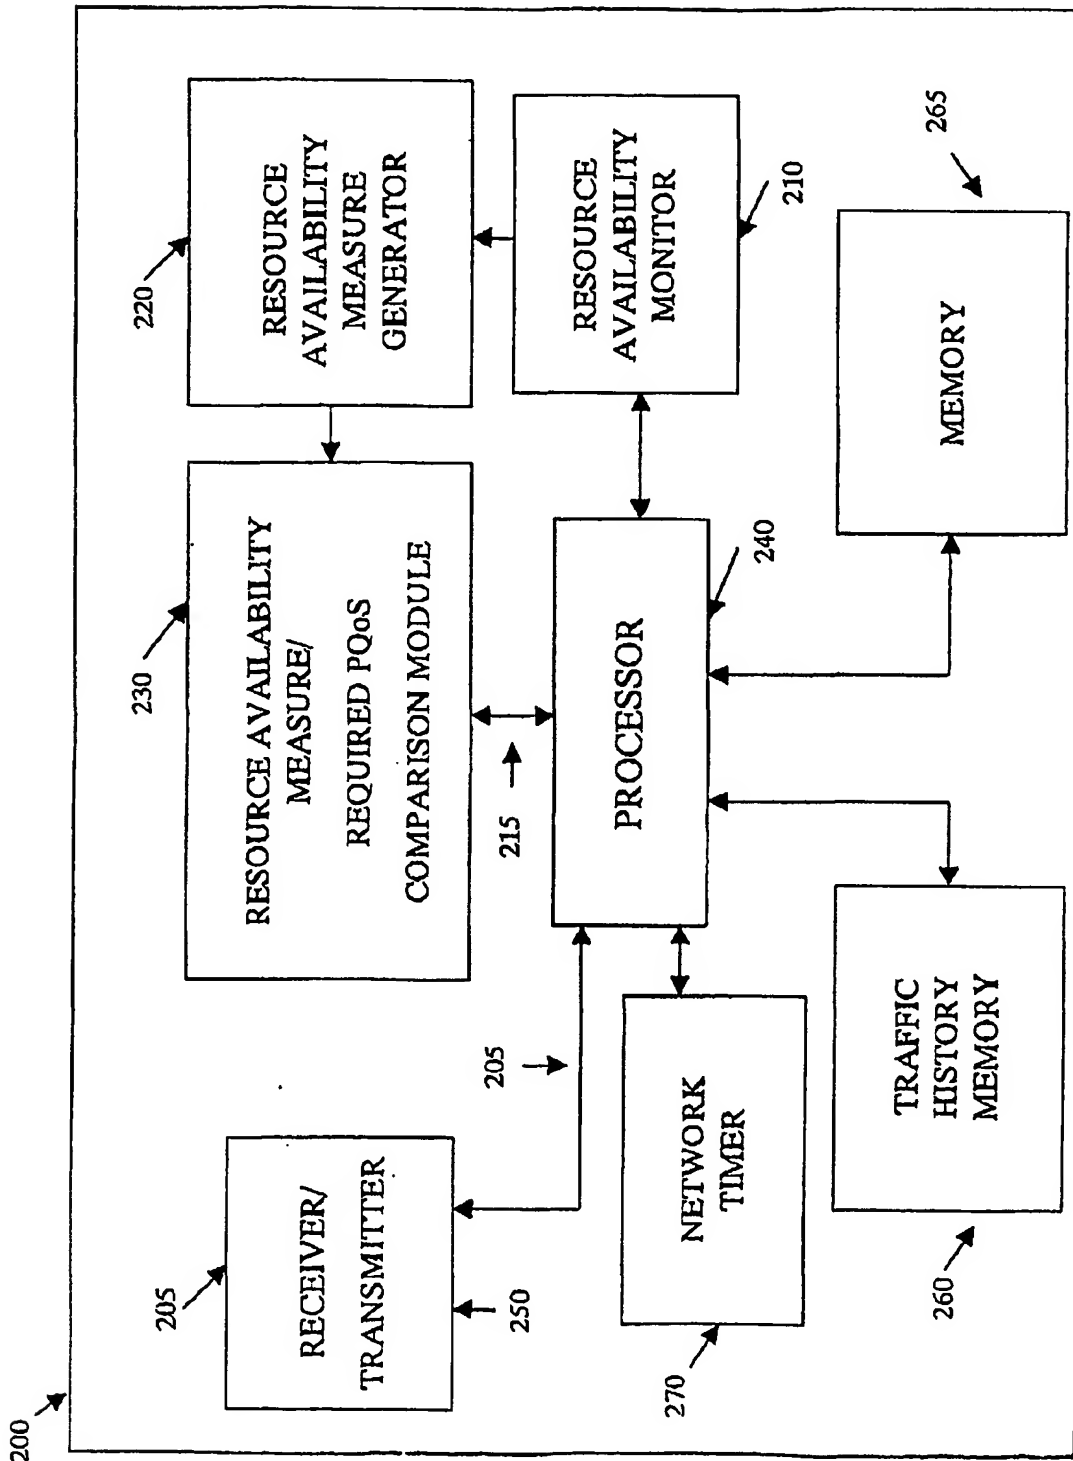 200
205
230
220
RECEIVER/
TRANSMITTER
RESOURCE AVAILABILITY
MEASURE/
REQUIRED PQoS
COMPARISON MODULE
RESOURCE
AVAILABILITY
MEASURE
GENERATOR
250
205
215
PROCESSOR
RESOURCE
AVAILABILITY
MONITOR
NETWORK
TIMER
270
240
210
TRAFFIC
HISTORY
MEMORY
MEMORY
260
265